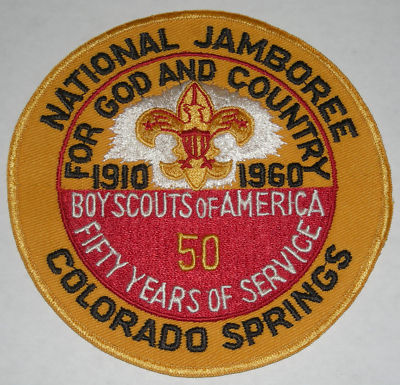 NATIONAL JAMBOREE
FOR GOD AND COUNTRY
1910 1960
BOY SCOUTS OF AMERICA
50
FIFTY YEARS OF SERVICE
COLORADO SPRINGS